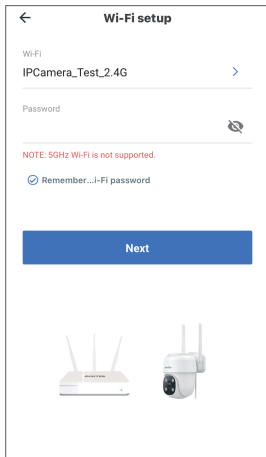 Wi-Fi setup
Wi-Fi
IPCamera_Test_2.4G
Password
NOTE: 5GHz Wi-Fi is not supported.
Remember...i-Fi password
Next